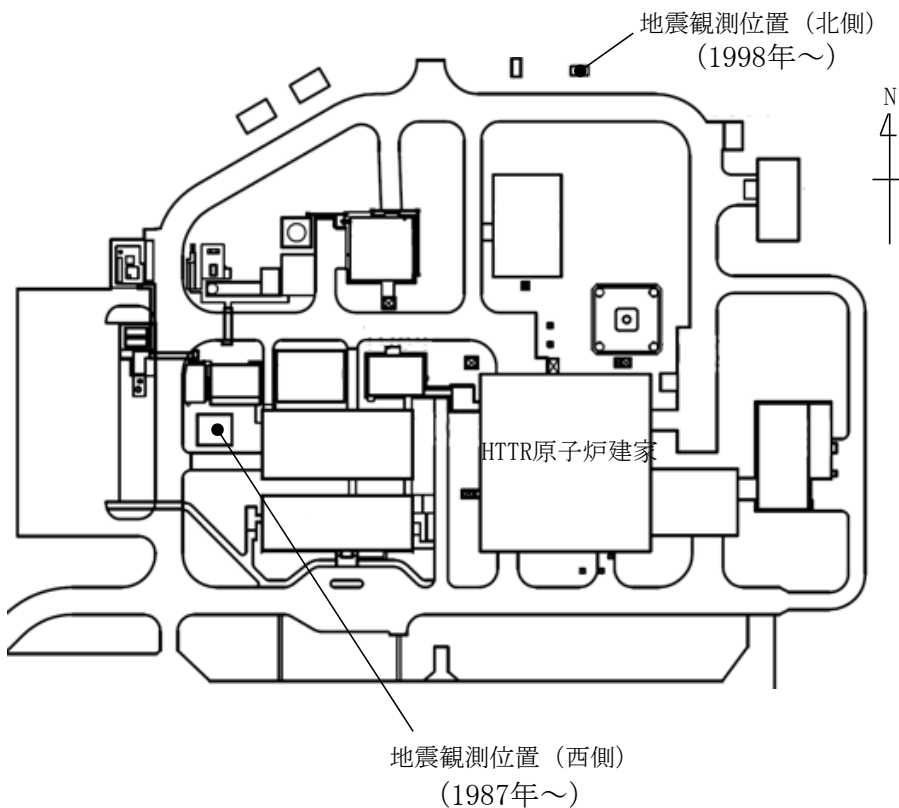 地震観測位置（北側）
（1998年～）
N
HTTR原子炉建家
地震観測位置（西側）
（1987年～）